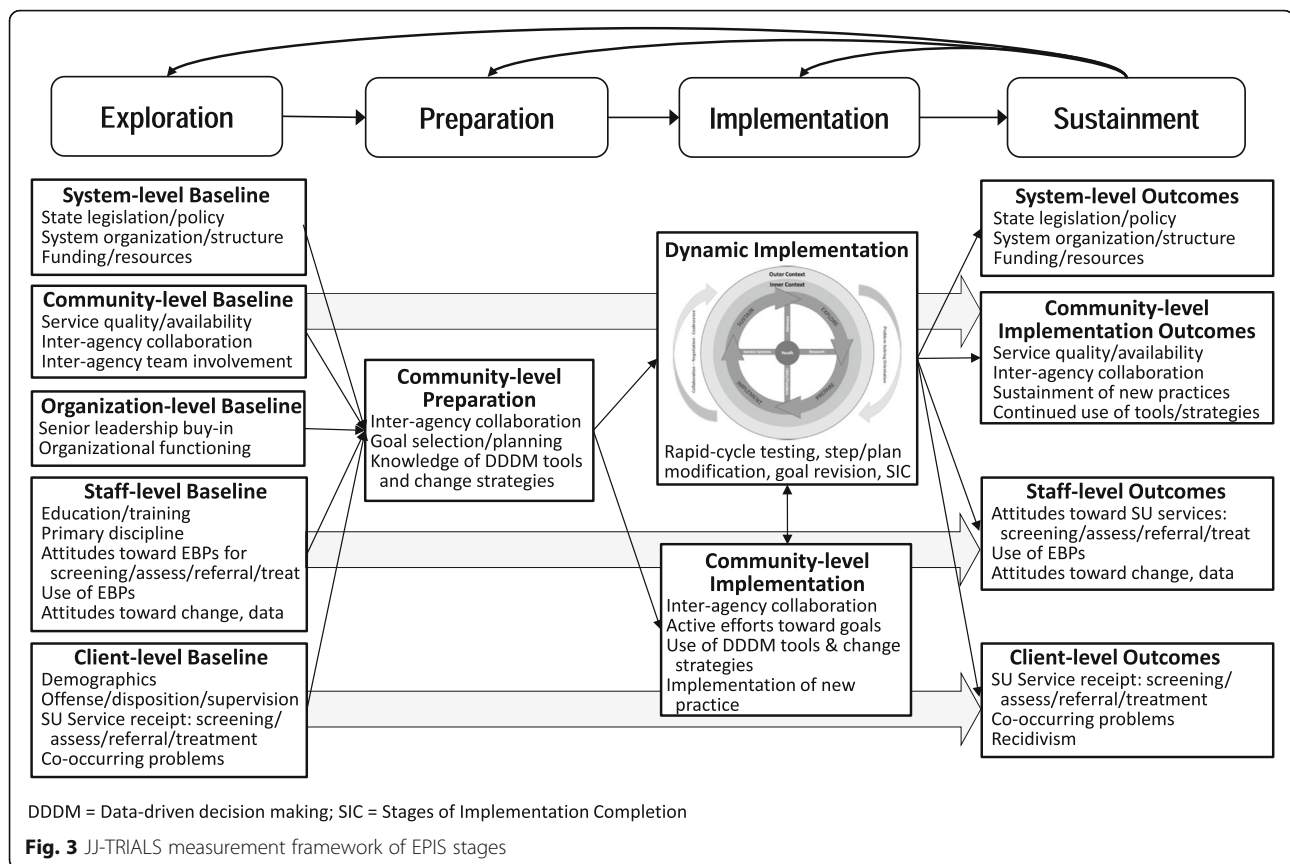 Exploration
Preparation
Implementation
Sustainment
System-level Baseline
State legislation/policy
System organization/structure
Funding/resources
Community-level Baseline
Service quality/availability
Inter-agency collaboration
Inter-agency team involvement
Organization-level Baseline
Senior leadership buy-in
Organizational functioning
Staff-level Baseline
Education/training
Primary discipline
Attitudes toward EBPs for
screening/assess/referral/treat
Use of EBPs
Attitudes toward change, data
Client-level Baseline
Demographics
Offense/disposition/supervision
SU Service receipt: screening/
assess/referral/treatment
Co-occurring problems
Community-level
Preparation
Inter-agency collaboration
Goal selection/planning
Knowledge of DDDM tools
and change strategies
Dynamic Implementation
Outer Context
Inner Context
SUSTAIN
EXPLORE
PREPARE
IMPLEMENT
Youth
Research
Rapid-cycle testing, step/plan
modification, goal revision, SIC
Community-level
Implementation
Inter-agency collaboration
Active efforts toward goals
Use of DDDM tools & change
strategies
Implementation of new
practice
System-level Outcomes
State legislation/policy
System organization/structure
Funding/resources
Community-level
Implementation Outcomes
Service quality/availability
Inter-agency collaboration
Sustainment of new practices
Continued use of tools/strategies
Staff-level Outcomes
Attitudes toward SU services:
screening/assess/referral/treat
Use of EBPs
Attitudes toward change, data
Client-level Outcomes
SU Service receipt: screening/
assess/referral/treatment
Co-occurring problems
Recidivism
DDDM = Data-driven decision making; SIC = Stages of Implementation Completion
Fig. 3 JJ-TRIALS measurement framework of EPIS stages